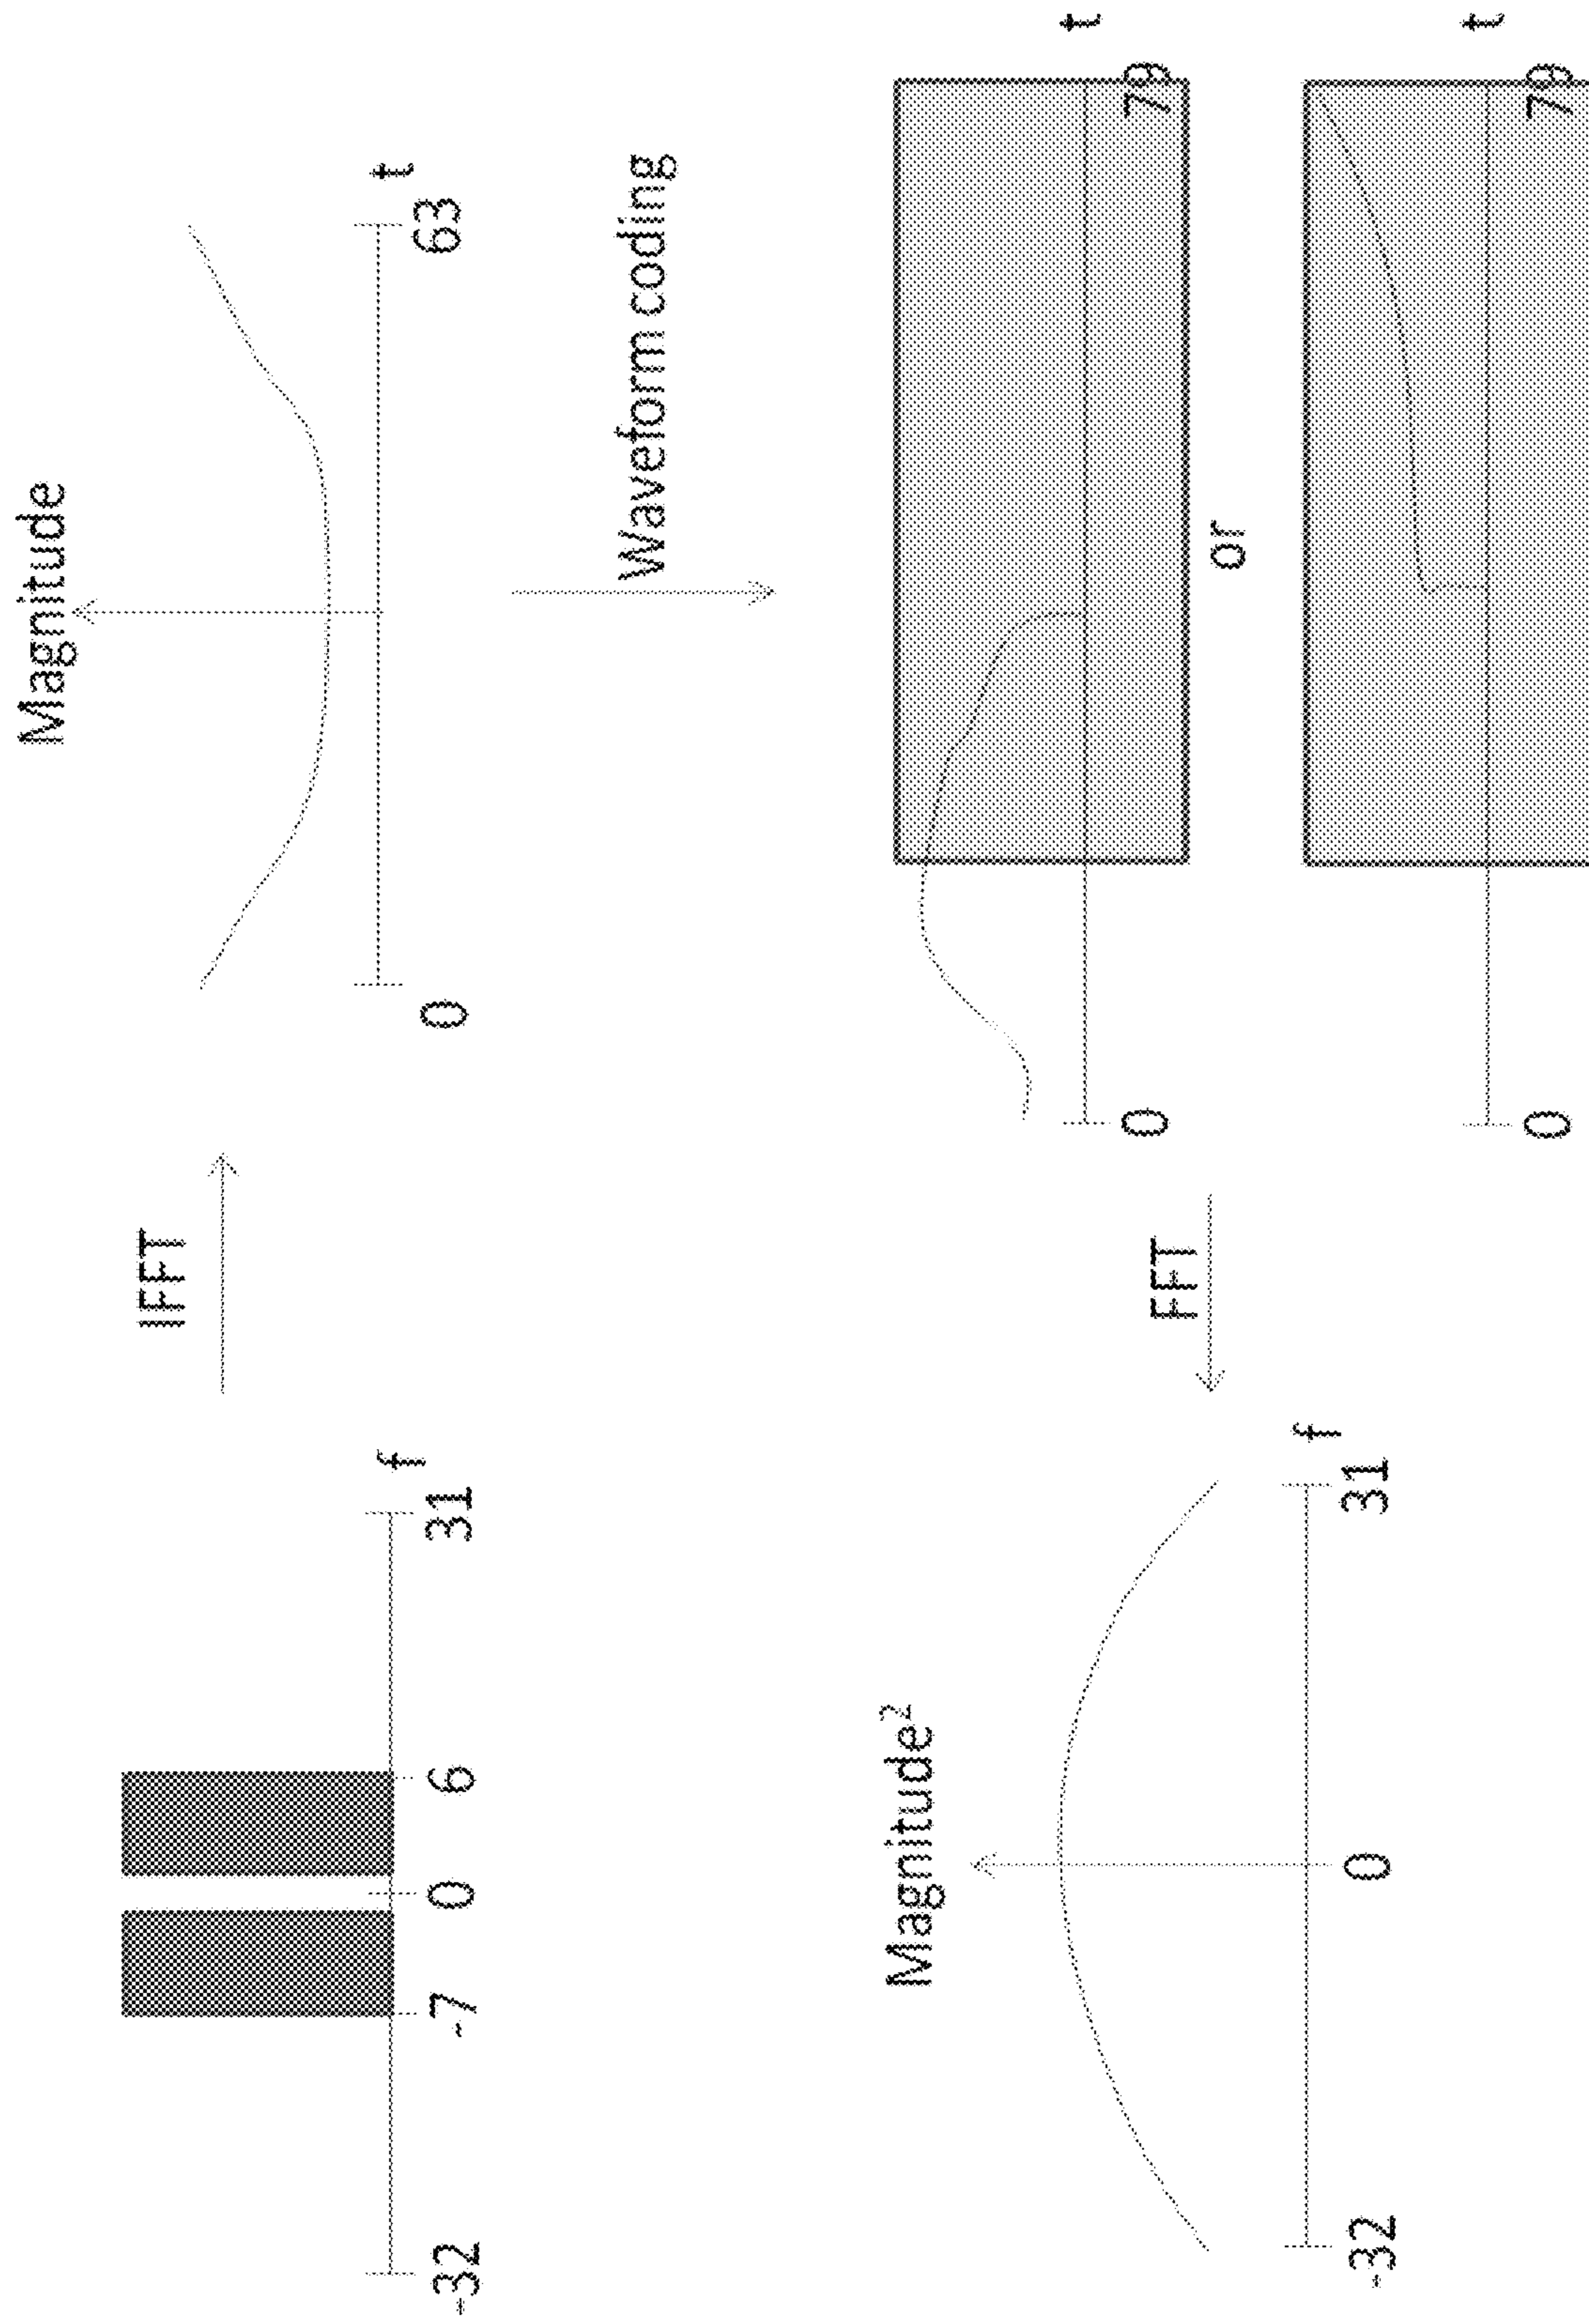 IFFT
-32
-7
0
6
31
f
Magnitude
0
63
t
Waveform coding
0
79
t
or
0
79
t
FFT
Magnitude²
-32
0
31
f